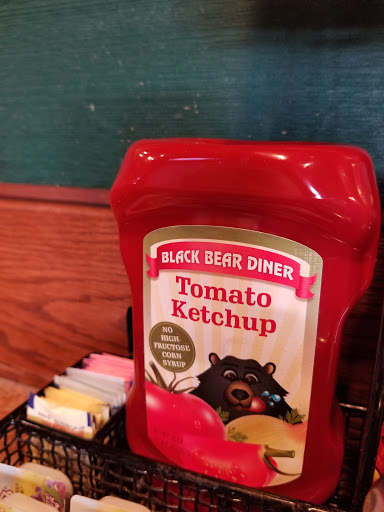 BLACK BEAR DINER
Tomato
Ketchup
NO
HIGH
FRUCTOSE
CORN
SYRUP